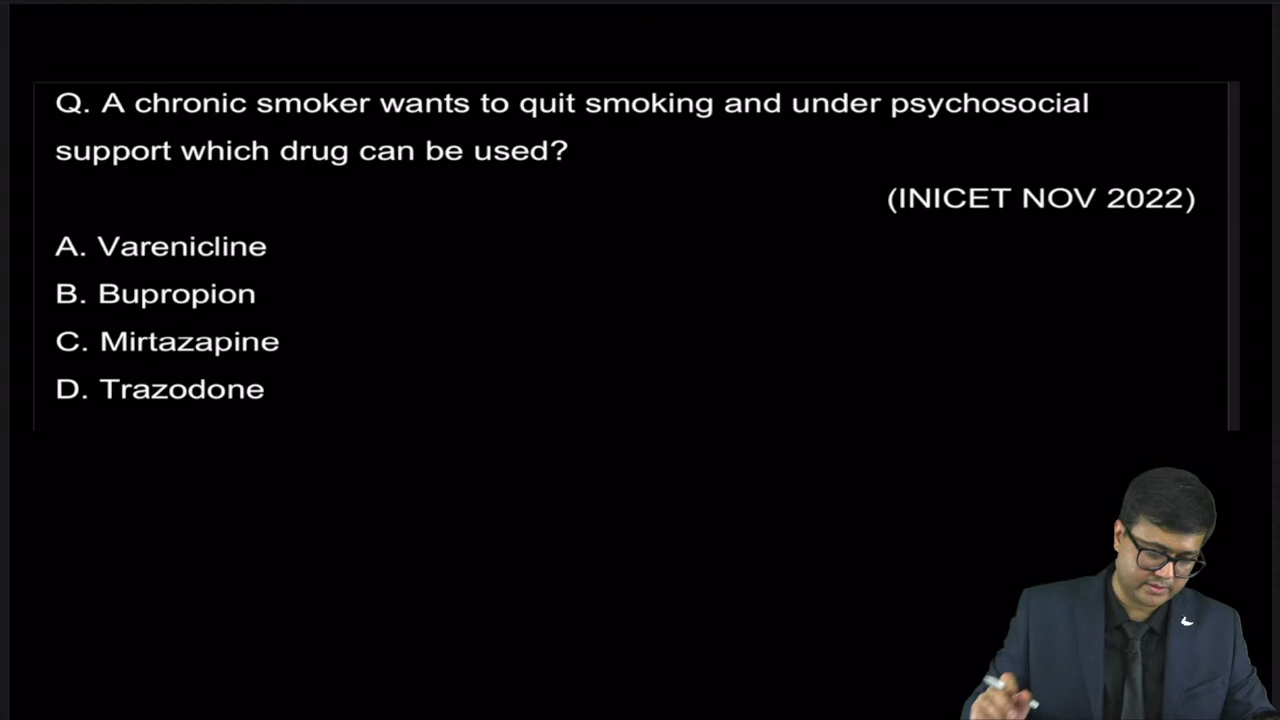 Q. A chronic smoker wants to quit smoking and under psychosocial
support which drug can be used?
(INICET NOV 2022)
A. Varenicline
B. Bupropion
C. Mirtazapine
D. Trazodone